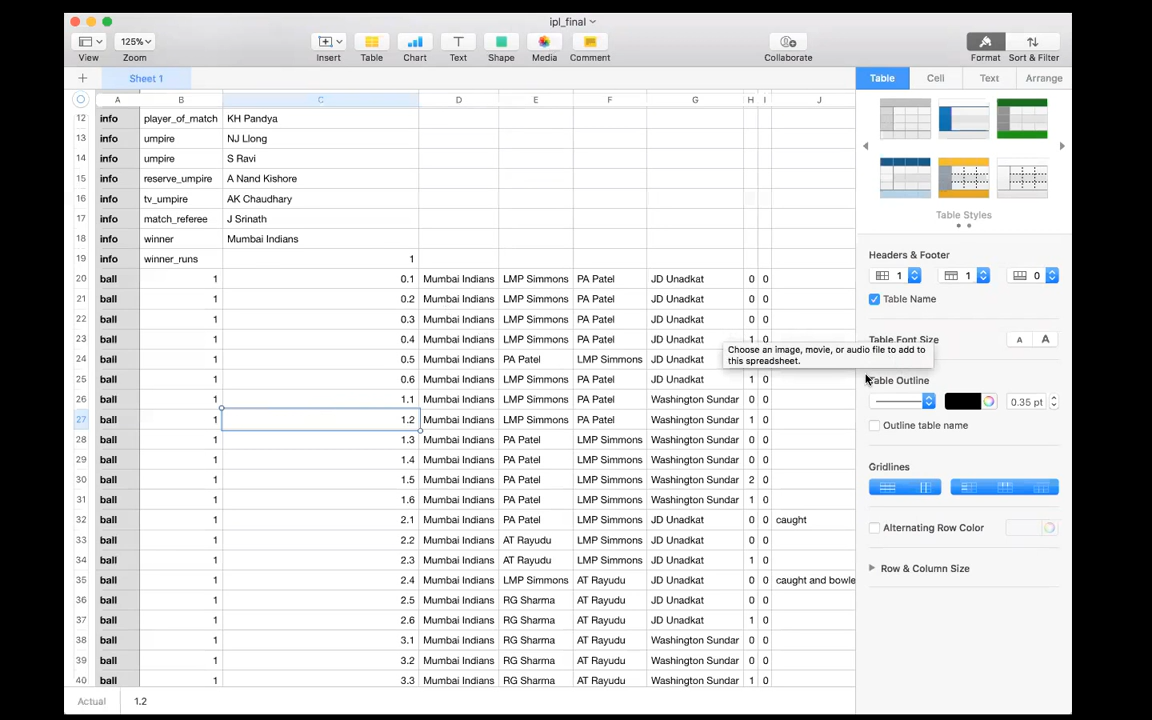 ipl_final
125%
View Zoom Insert Table Chart Text Shape Media Comment Collaborate Format Sort & Filter
Sheet 1
Table Cell Text Arrange
A B C D E F G H I J
12 info player_of_match KH Pandya
13 info umpire NJ Llong
14 info umpire S Ravi
15 info reserve_umpire A Nand Kishore
16 info tv_umpire AK Chaudhary
17 info match_referee J Srinath
18 info winner Mumbai Indians
19 info winner_runs 1
20 ball 1 0.1 Mumbai Indians LMP Simmons PA Patel JD Unadkat 0 0
21 ball 1 0.2 Mumbai Indians LMP Simmons PA Patel JD Unadkat 0 0
22 ball 1 0.3 Mumbai Indians LMP Simmons PA Patel JD Unadkat 0 0
23 ball 1 0.4 Mumbai Indians LMP Simmons PA Patel JD Unadkat 1 0
24 ball 1 0.5 Mumbai Indians PA Patel LMP Simmons JD Unadkat
25 ball 1 0.6 Mumbai Indians LMP Simmons PA Patel JD Unadkat 1 0
26 ball 1 1.1 Mumbai Indians LMP Simmons PA Patel Washington Sundar 0 0
27 ball 1 1.2 Mumbai Indians LMP Simmons PA Patel Washington Sundar 1 0
28 ball 1 1.3 Mumbai Indians PA Patel LMP Simmons Washington Sundar 0 0
29 ball 1 1.4 Mumbai Indians PA Patel LMP Simmons Washington Sundar 0 0
30 ball 1 1.5 Mumbai Indians PA Patel LMP Simmons Washington Sundar 2 0
31 ball 1 1.6 Mumbai Indians PA Patel LMP Simmons Washington Sundar 1 0
32 ball 1 2.1 Mumbai Indians PA Patel LMP Simmons JD Unadkat 0 0 caught
33 ball 1 2.2 Mumbai Indians AT Rayudu LMP Simmons JD Unadkat 0 0
34 ball 1 2.3 Mumbai Indians AT Rayudu LMP Simmons JD Unadkat 1 0
35 ball 1 2.4 Mumbai Indians LMP Simmons AT Rayudu JD Unadkat 0 0 caught and bowle
36 ball 1 2.5 Mumbai Indians RG Sharma AT Rayudu JD Unadkat 0 0
37 ball 1 2.6 Mumbai Indians RG Sharma AT Rayudu JD Unadkat 1 0
38 ball 1 3.1 Mumbai Indians RG Sharma AT Rayudu Washington Sundar 0 0
39 ball 1 3.2 Mumbai Indians RG Sharma AT Rayudu Washington Sundar 0 0
40 ball 1 3.3 Mumbai Indians RG Sharma AT Rayudu Washington Sundar 1 0
Choose an image, movie, or audio file to add to
this spreadsheet.
Table Styles
Headers & Footer
1 1 0
Table Name
Table Font Size A A
Table Outline
0.35 pt
Outline table name
Gridlines
Alternating Row Color
Row & Column Size
Actual 1.2